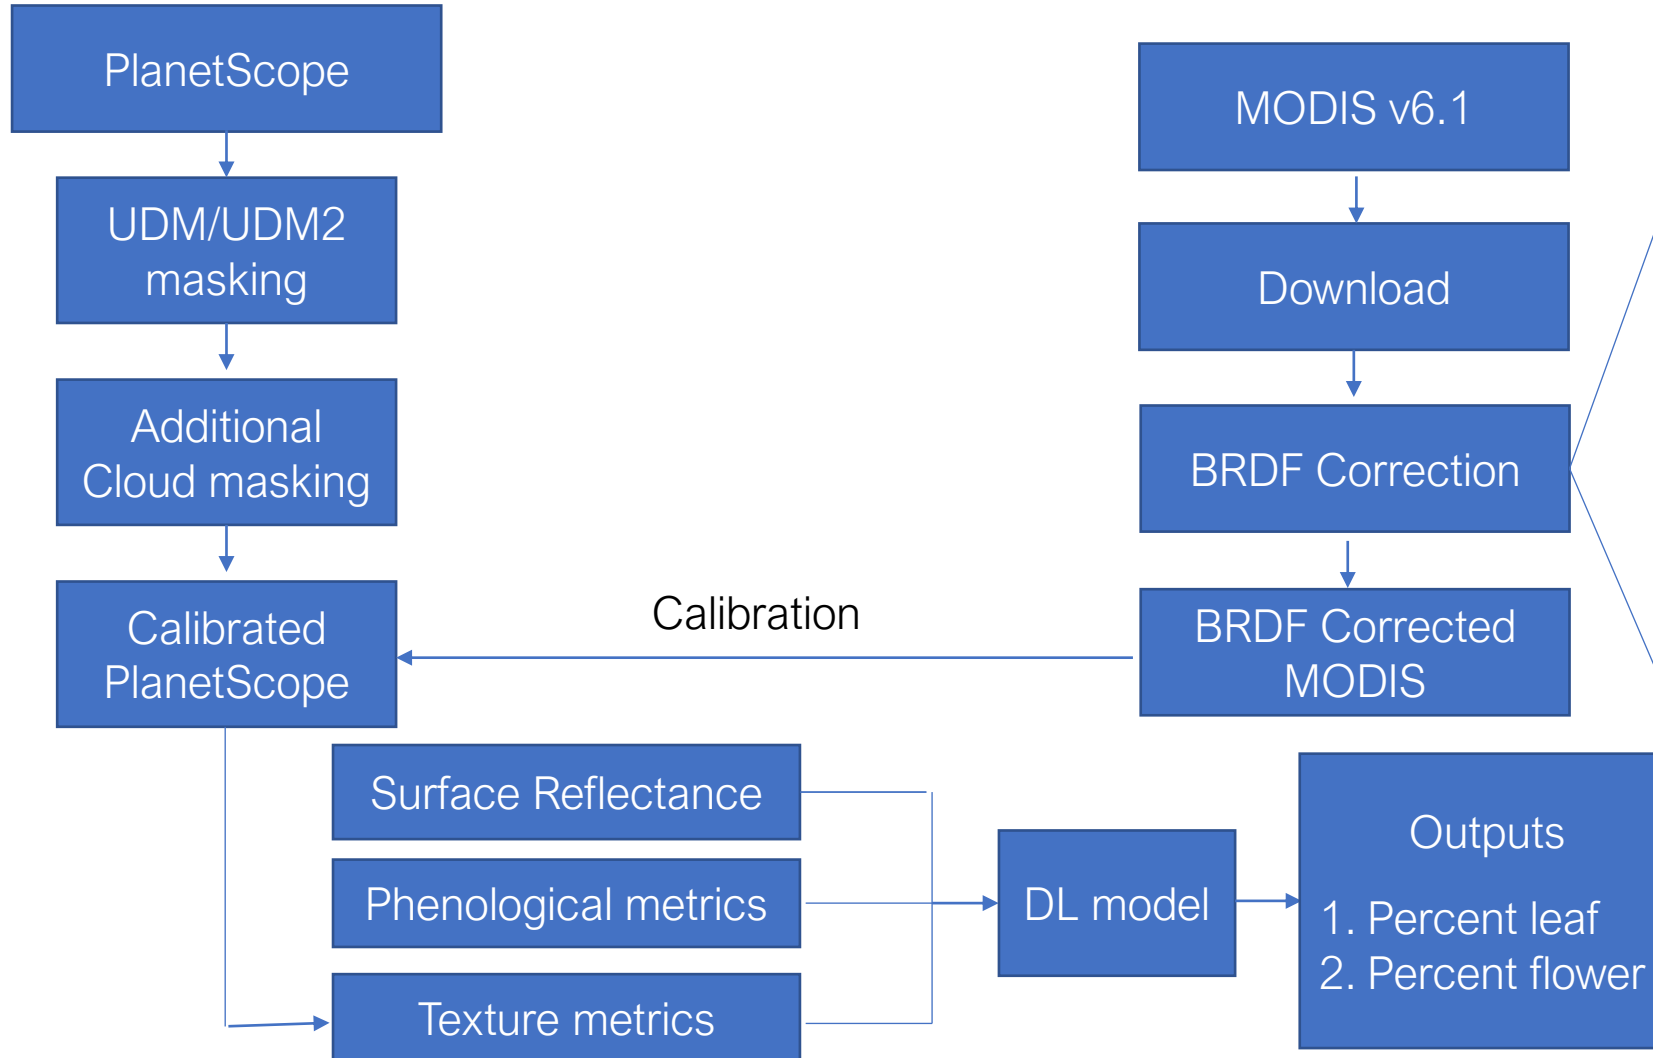 PlanetScope
UDM/UDM2
masking
Additional
Cloud masking
Calibrated
PlanetScope
MODIS v6.1
Download
BRDF Correction
BRDF Corrected
MODIS
Calibration
Surface Reflectance
Phenological metrics
Texture metrics
DL model
Outputs
1. Percent leaf
2. Percent flower